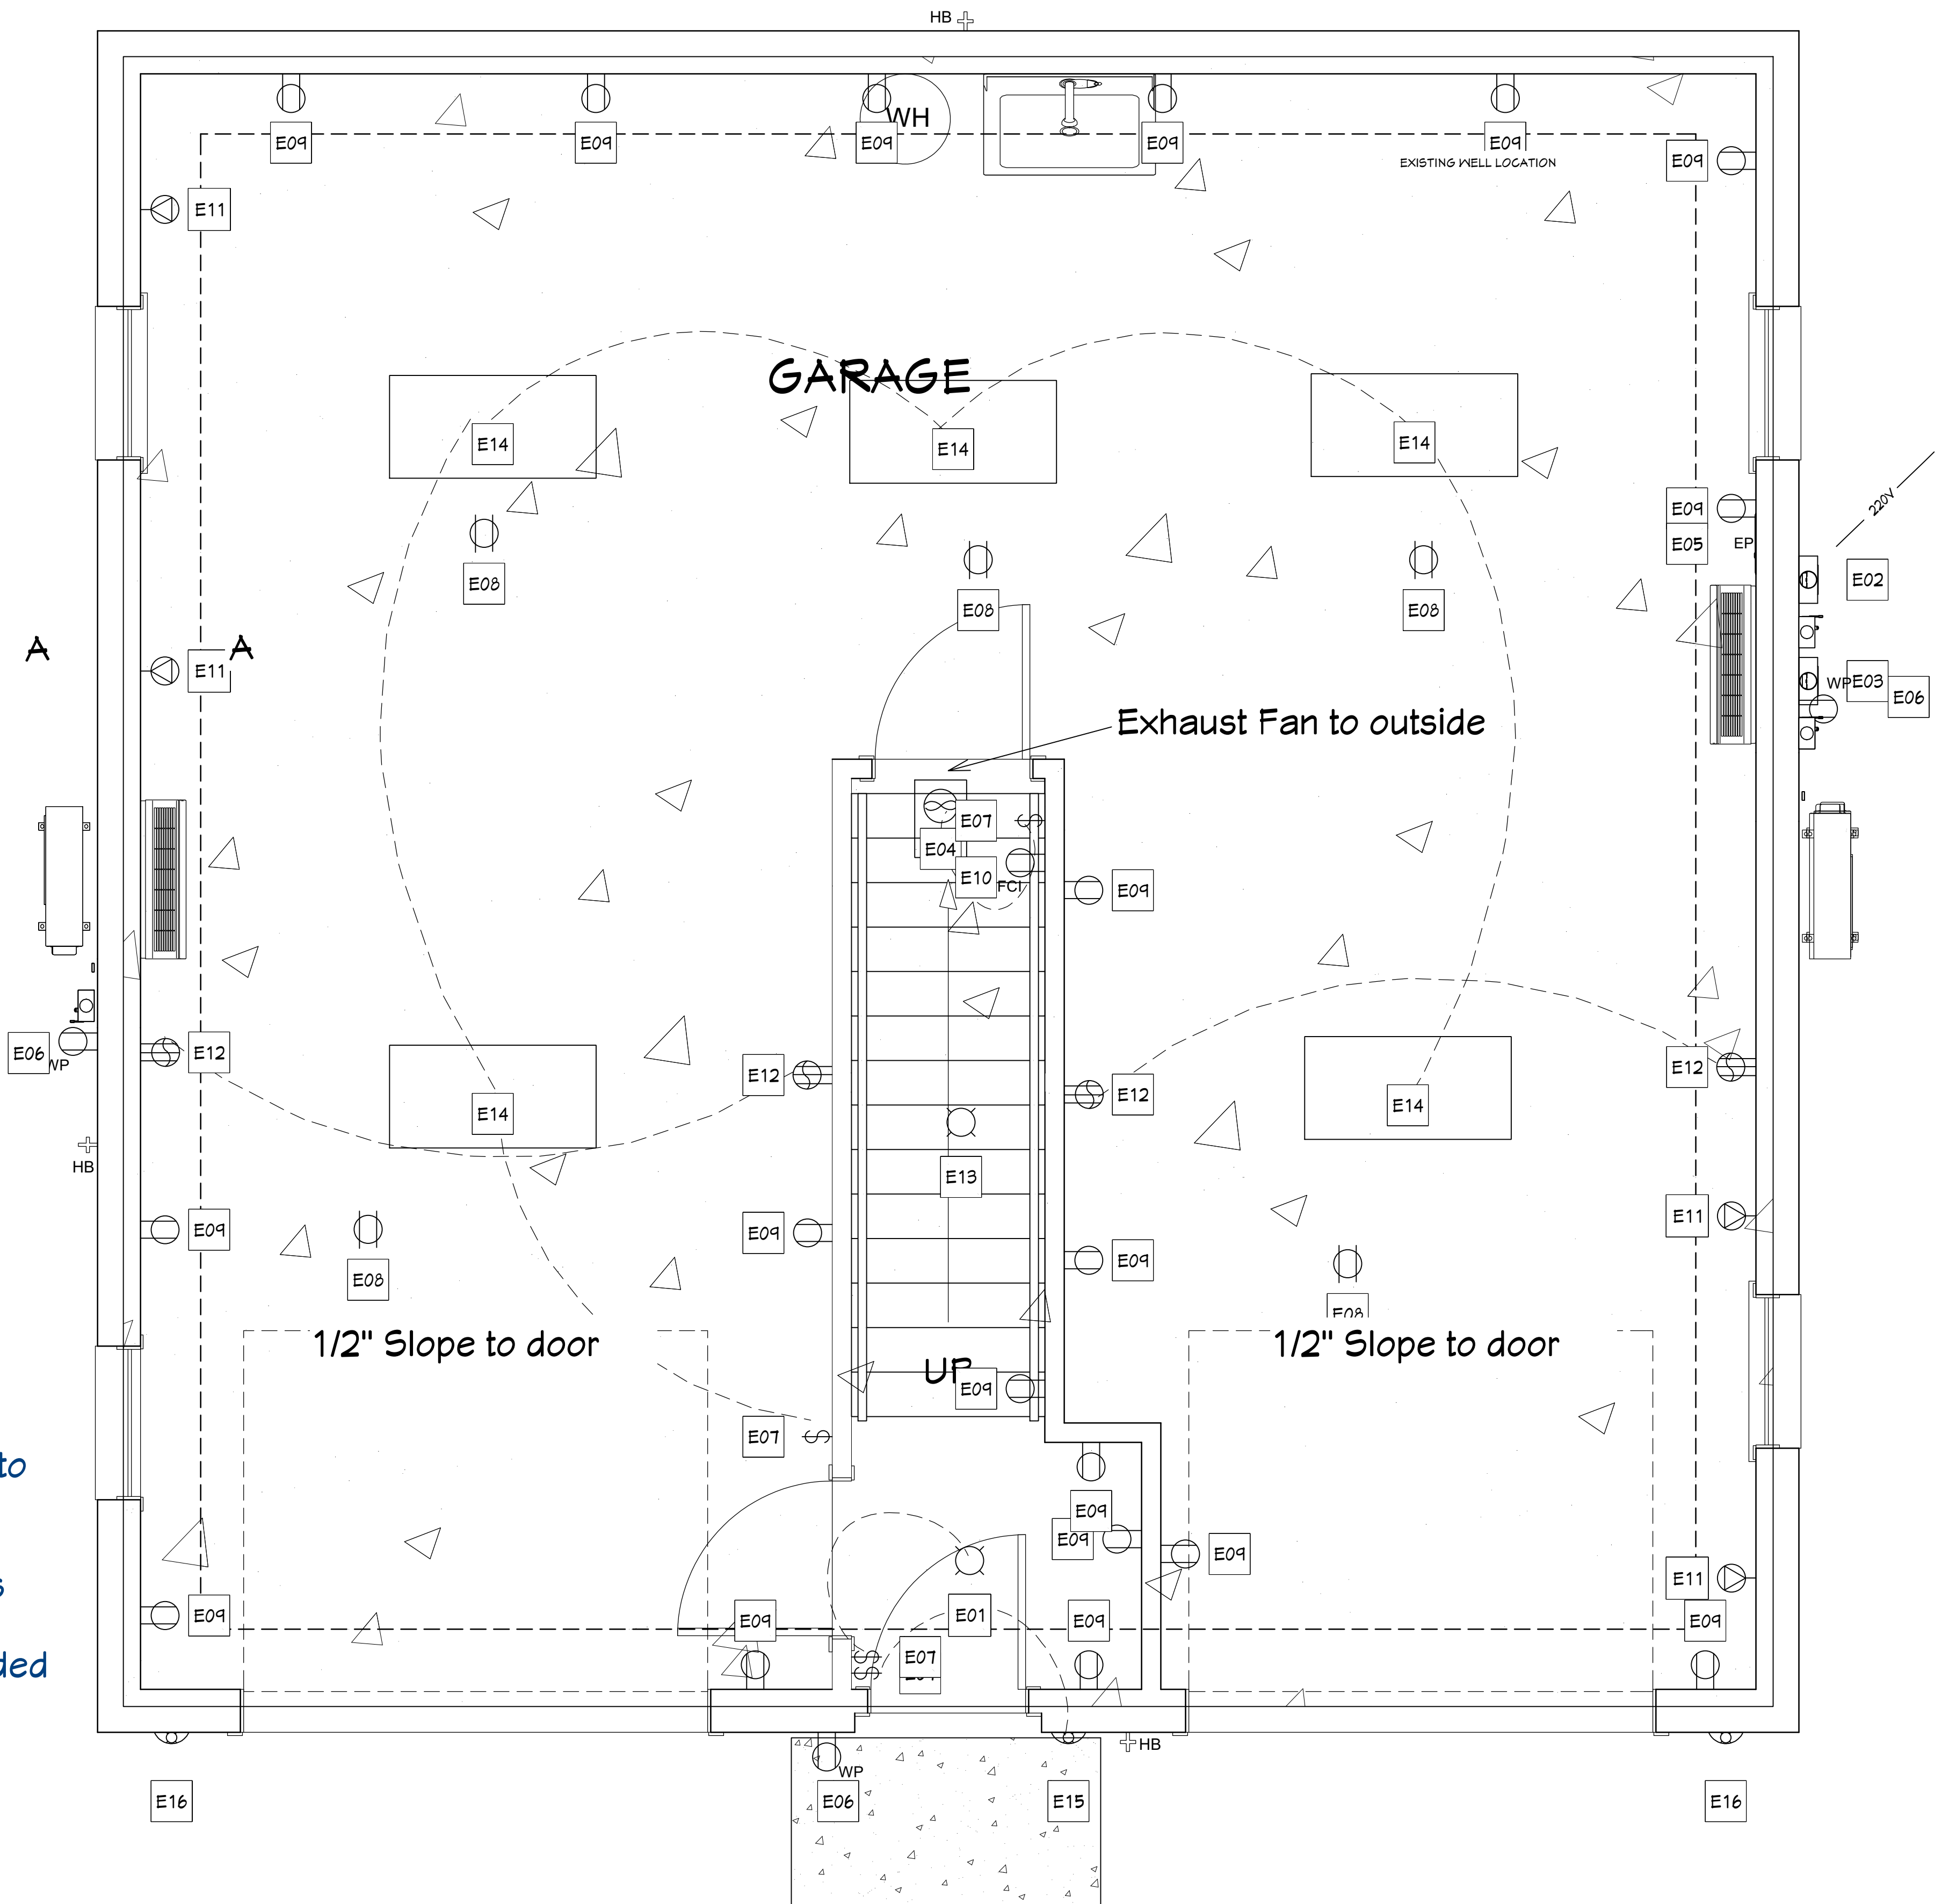 HB
WH
E09
E09
E09
E09
E09
EXISTING WELL LOCATION
E09
E11
GARAGE
E14
E14
E14
220V
E09
E05
EP
E02
E08
E08
E08
A
A
E11
WP
E03
E06
Exhaust Fan to outside
E07
E04
E10
FCI
E09
E06
WP
E12
E12
E12
E12
E14
E14
HB
E13
E09
E09
E11
E09
E08
E08
1/2" Slope to door
1/2" Slope to door
UP
E09
E07
to
E09
E09
E09
E11
s
E09
E09
E01
E09
E09
E07
ded
HB
WP
E16
E06
E15
E16